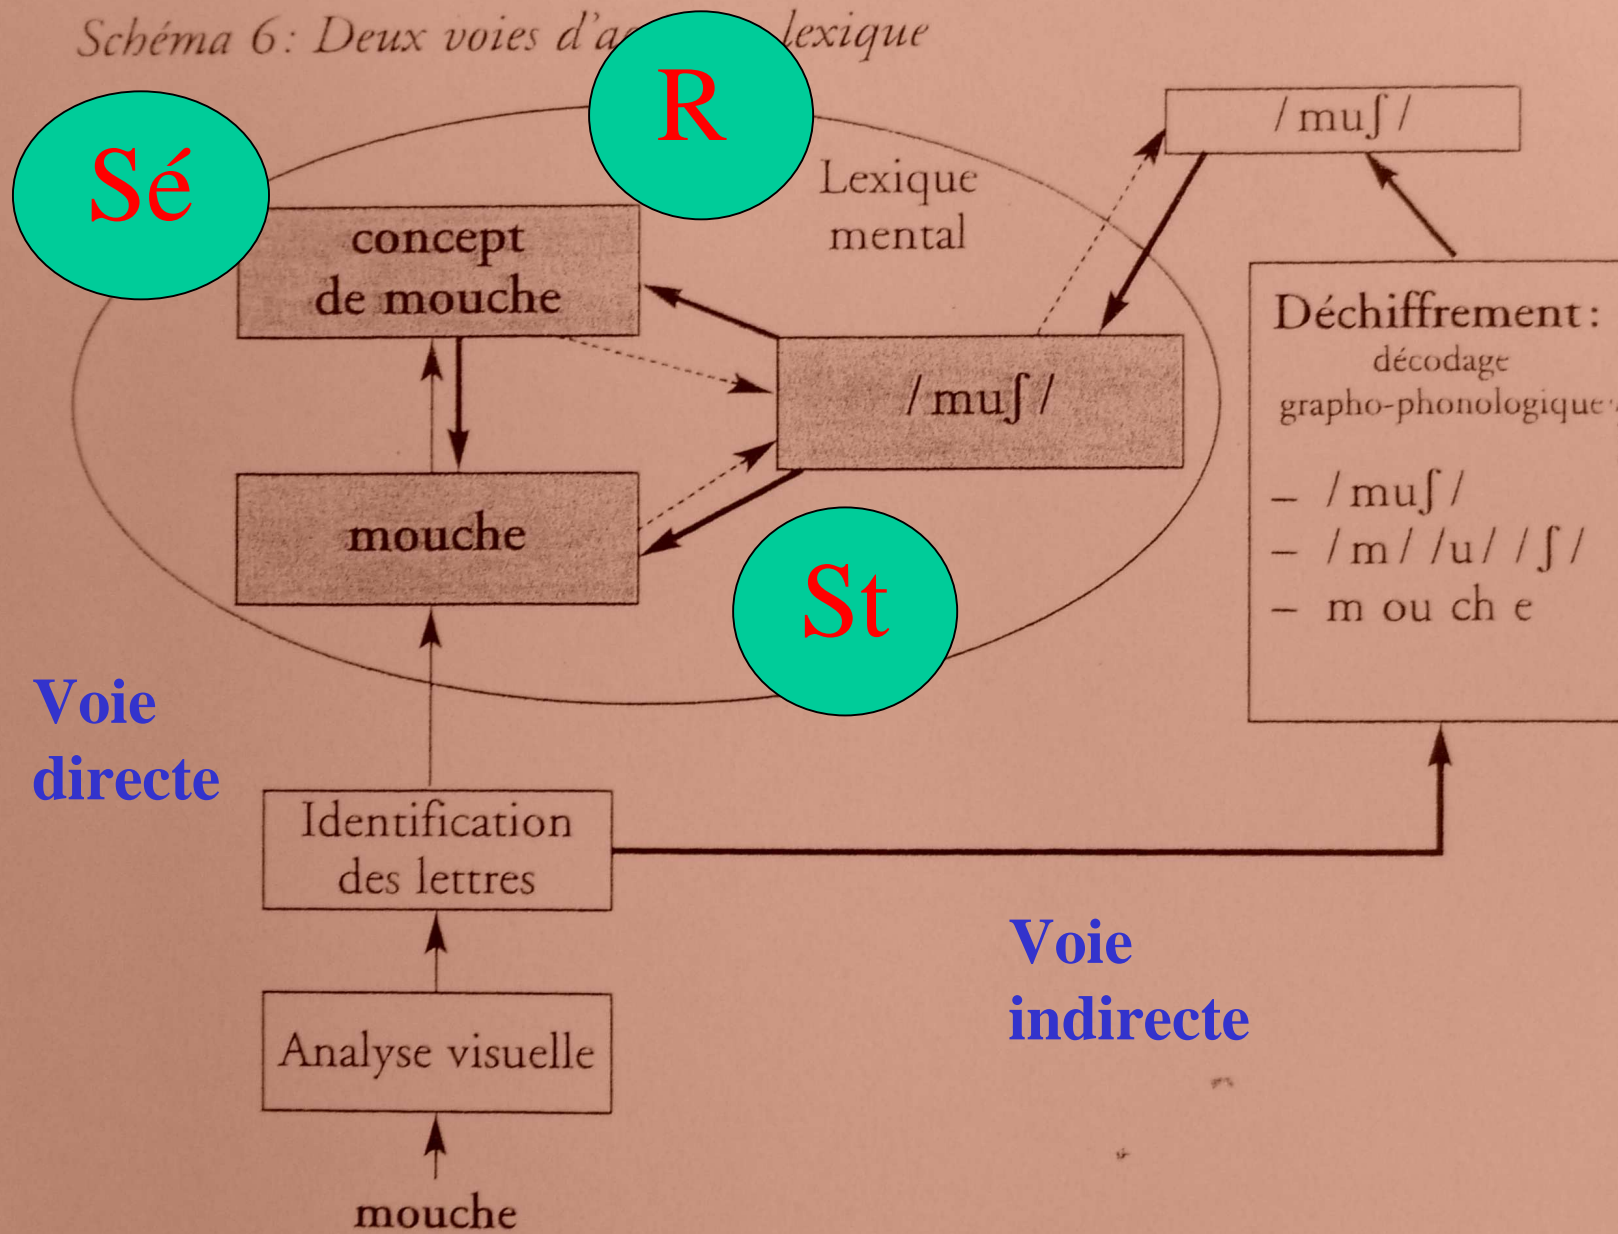 Schéma 6: Deux voies d'a lexique
R
Sé
/ muʃ /
Lexique
mental
concept
de mouche
/ muʃ /
mouche
St
Déchiffrement :
décodage
grapho-phonologique
– / muʃ /
– / m / / u / / ʃ /
– m ou ch e
Voie
directe
Identification
des lettres
Voie
indirecte
Analyse visuelle
mouche